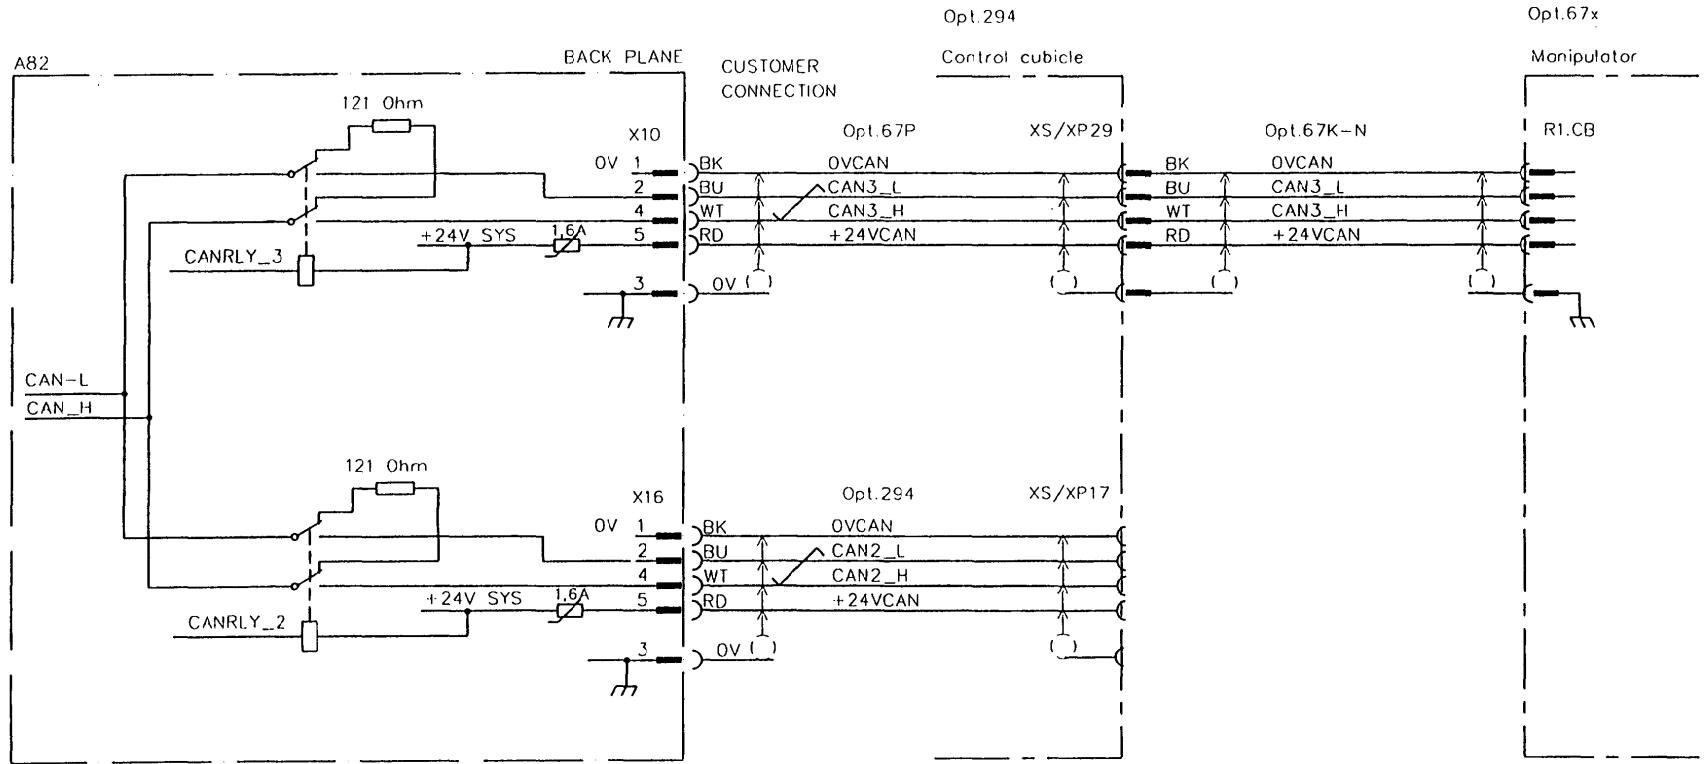 Opt.294
Opt.67x
A82
BACK PLANE
CUSTOMER
CONNECTION
Control cubicle
Manipulator
121 Ohm
X10
Opt.67P
XS/XP29
Opt.67K-N
R1.CB
0V 1 BK 0VCAN BK 0VCAN
2 BU CAN3_L BU CAN3_L
4 WT CAN3_H WT CAN3_H
+24V SYS 1,6A 5 RD +24VCAN RD +24VCAN
CANRLY_3
3 0V
CAN-L
CAN_H
121 Ohm
X16
Opt.294
XS/XP17
0V 1 BK 0VCAN
2 BU CAN2_L
4 WT CAN2_H
+24V SYS 1,6A 5 RD +24VCAN
CANRLY_2
3 0V